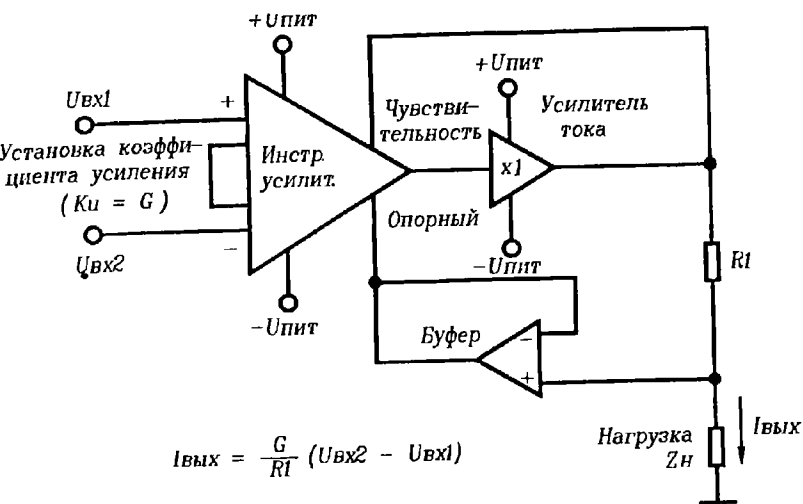 +Uпит
+Uпит
Uвх1
+
Чувстви-
тельность
Усилитель
тока
Установка коэффи-
циента усиления
(Кu = G)
Инстр.
усилит.
x1
Опорный
−
Uвх2
−Uпит
R1
−Uпит
Буфер
−
+
Нагрузка
Zн
Iвых
Iвых = G/R1 (Uвх2 − Uвх1)